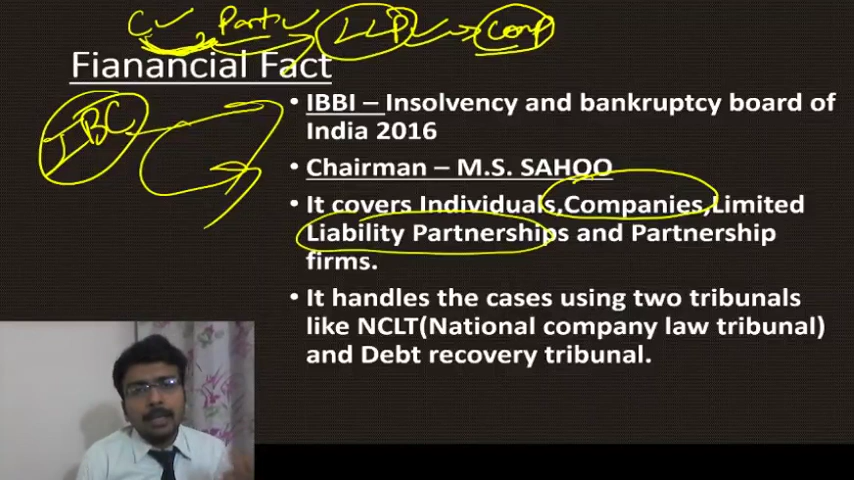 Part
LLP
Comp
Fianancial Fact
IBC
• IBBI – Insolvency and bankruptcy board of
India 2016
• Chairman – M.S. SAHOO
• It covers Individuals,Companies,Limited
Liability Partnerships and Partnership
firms.
• It handles the cases using two tribunals
like NCLT(National company law tribunal)
and Debt recovery tribunal.